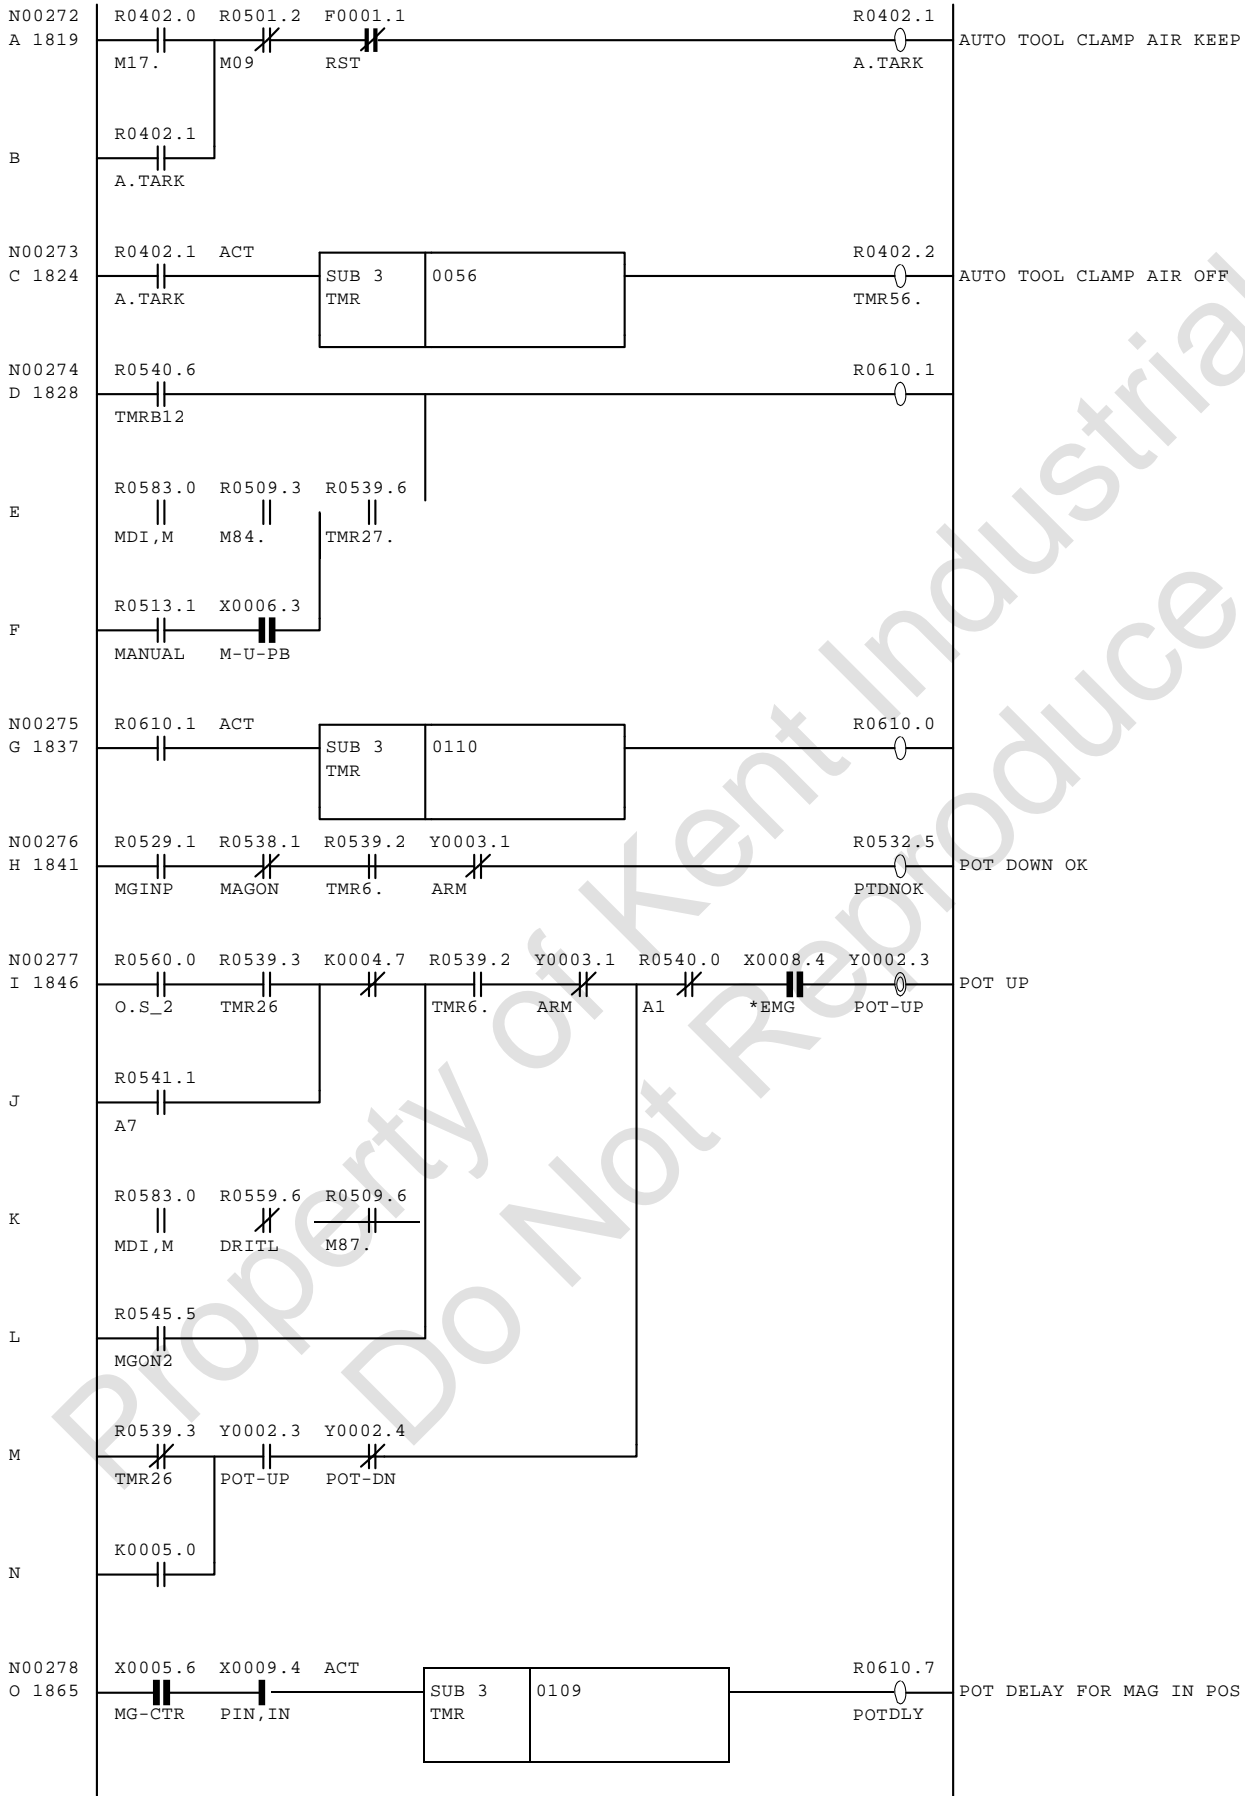 N00272 R0402.0 R0501.2 F0001.1 R0402.1
A 1819 AUTO TOOL CLAMP AIR KEEP
M17. M09 RST A.TARK
R0402.1
B
A.TARK
N00273 R0402.1 ACT R0402.2
C 1824 SUB 3 0056 AUTO TOOL CLAMP AIR OFF
A.TARK TMR TMR56.
N00274 R0540.6 R0610.1
D 1828
TMRB12
R0583.0 R0509.3 R0539.6
E
MDI,M M84. TMR27.
R0513.1 X0006.3
F
MANUAL M-U-PB
N00275 R0610.1 ACT R0610.0
G 1837 SUB 3 0110
TMR
N00276 R0529.1 R0538.1 R0539.2 Y0003.1 R0532.5
H 1841 POT DOWN OK
MGINP MAGON TMR6. ARM PTDNOK
N00277 R0560.0 R0539.3 K0004.7 R0539.2 Y0003.1 R0540.0 X0008.4 Y0002.3
I 1846 POT UP
O.S_2 TMR26 TMR6. ARM A1 *EMG POT-UP
R0541.1
J
A7
R0583.0 R0559.6 R0509.6
K
MDI,M DRITL M87.
R0545.5
L
MGON2
R0539.3 Y0002.3 Y0002.4
M
TMR26 POT-UP POT-DN
K0005.0
N
N00278 X0005.6 X0009.4 ACT R0610.7
O 1865 SUB 3 0109 POT DELAY FOR MAG IN POS
MG-CTR PIN,IN TMR POTDLY
Property of Kent Industrial
Do Not Reproduce